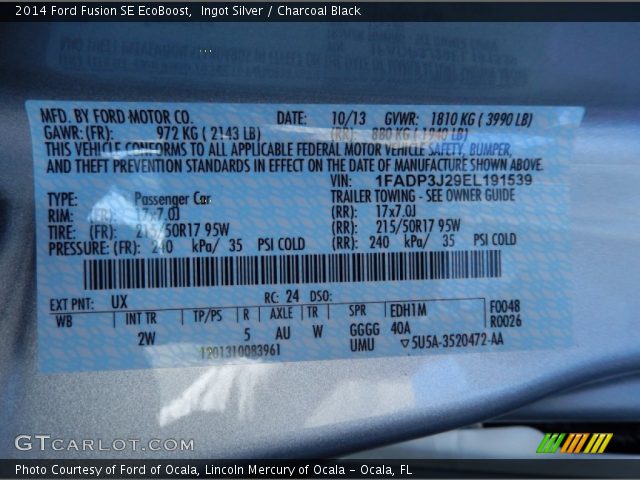 2014 Ford Fusion SE EcoBoost,  Ingot Silver / Charcoal Black
MFD. BY FORD MOTOR CO. DATE: 10/13 GVWR: 1810 KG ( 3990 LB)
GAWR: (FR): 972 KG ( 2143 LB) (RR): 880 KG ( 1940 LB)
THIS VEHICLE CONFORMS TO ALL APPLICABLE FEDERAL MOTOR VEHICLE SAFETY, BUMPER,
AND THEFT PREVENTION STANDARDS IN EFFECT ON THE DATE OF MANUFACTURE SHOWN ABOVE.
VIN: 1FADP3J29EL191539
TYPE: Passenger Car TRAILER TOWING - SEE OWNER GUIDE
RIM: (FR): 17x7.0J (RR): 17x7.0J
TIRE: (FR): 215/50R17 95W (RR): 215/50R17 95W
PRESSURE: (FR): 240 kPa/ 35 PSI COLD (RR): 240 kPa/ 35 PSI COLD
EXT PNT: UX RC: 24 DSO:
WB INT TR TP/PS R AXLE TR SPR EDH1M F0048
2W 5 AU W GGGG 40A R0026
UMU ▽5U5A-3520472-AA
1201310083961
GTCARLOT.COM
Photo Courtesy of Ford of Ocala, Lincoln Mercury of Ocala - Ocala, FL